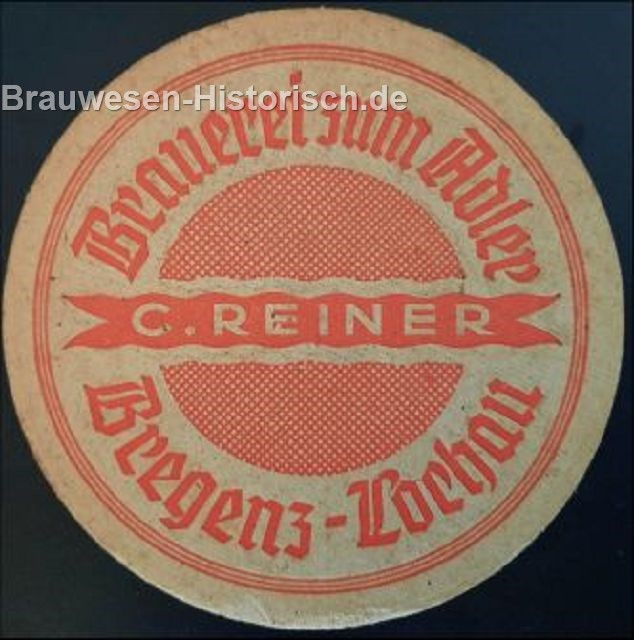 Brauwesen-Historisch.de
Brauerei zum Adler
C. REINER
Bregenz-Lochau